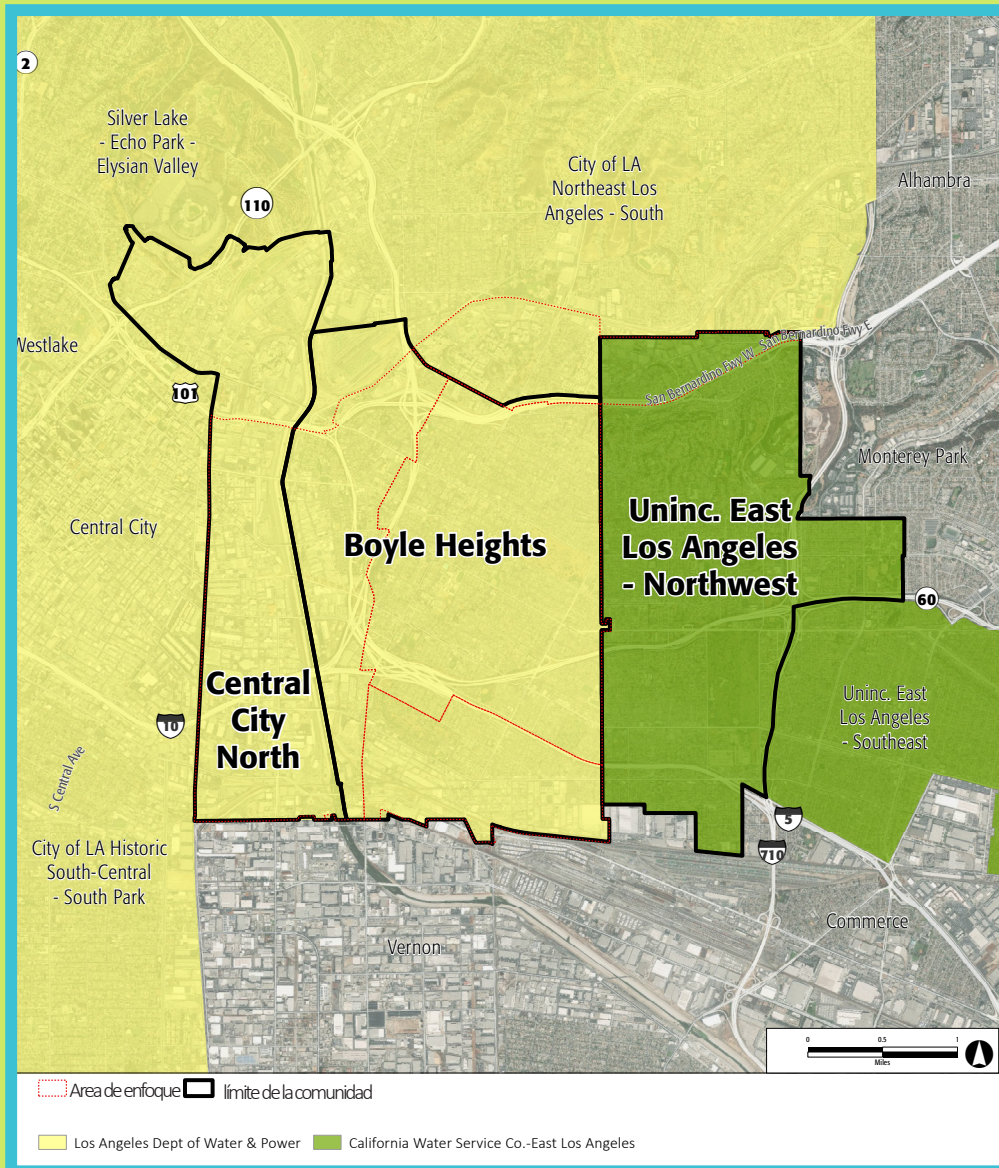 2
Silver Lake
- Echo Park -
Elysian Valley
110
City of LA
Northeast Los
Angeles - South
Alhambra
Westlake
101
San Bernardino Fwy W
San Bernardino Fwy E
Monterey Park
Central City
Boyle Heights
Uninc. East
Los Angeles
- Northwest
60
Central
City
North
10
Uninc. East
Los Angeles
- Southeast
S Central Ave
5
710
City of LA Historic
South-Central
- South Park
Vernon
Commerce
0 0.5 1
Miles
Area de enfoque
límite de la comunidad
Los Angeles Dept of Water & Power
California Water Service Co.-East Los Angeles